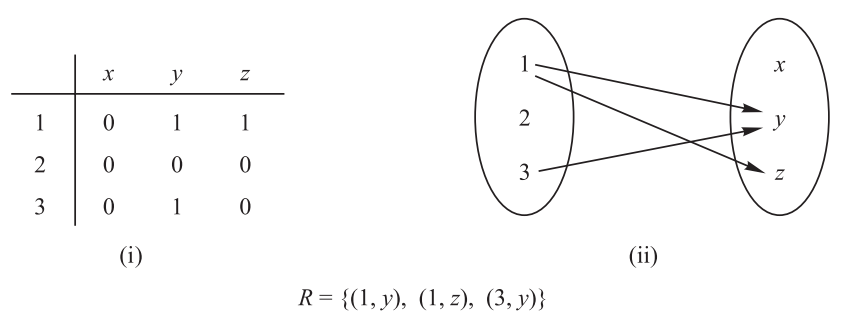 x y z
1 0 1 1
2 0 0 0
3 0 1 0
(i)
1
2
3
x
y
z
(ii)
R = {(1, y), (1, z), (3, y)}